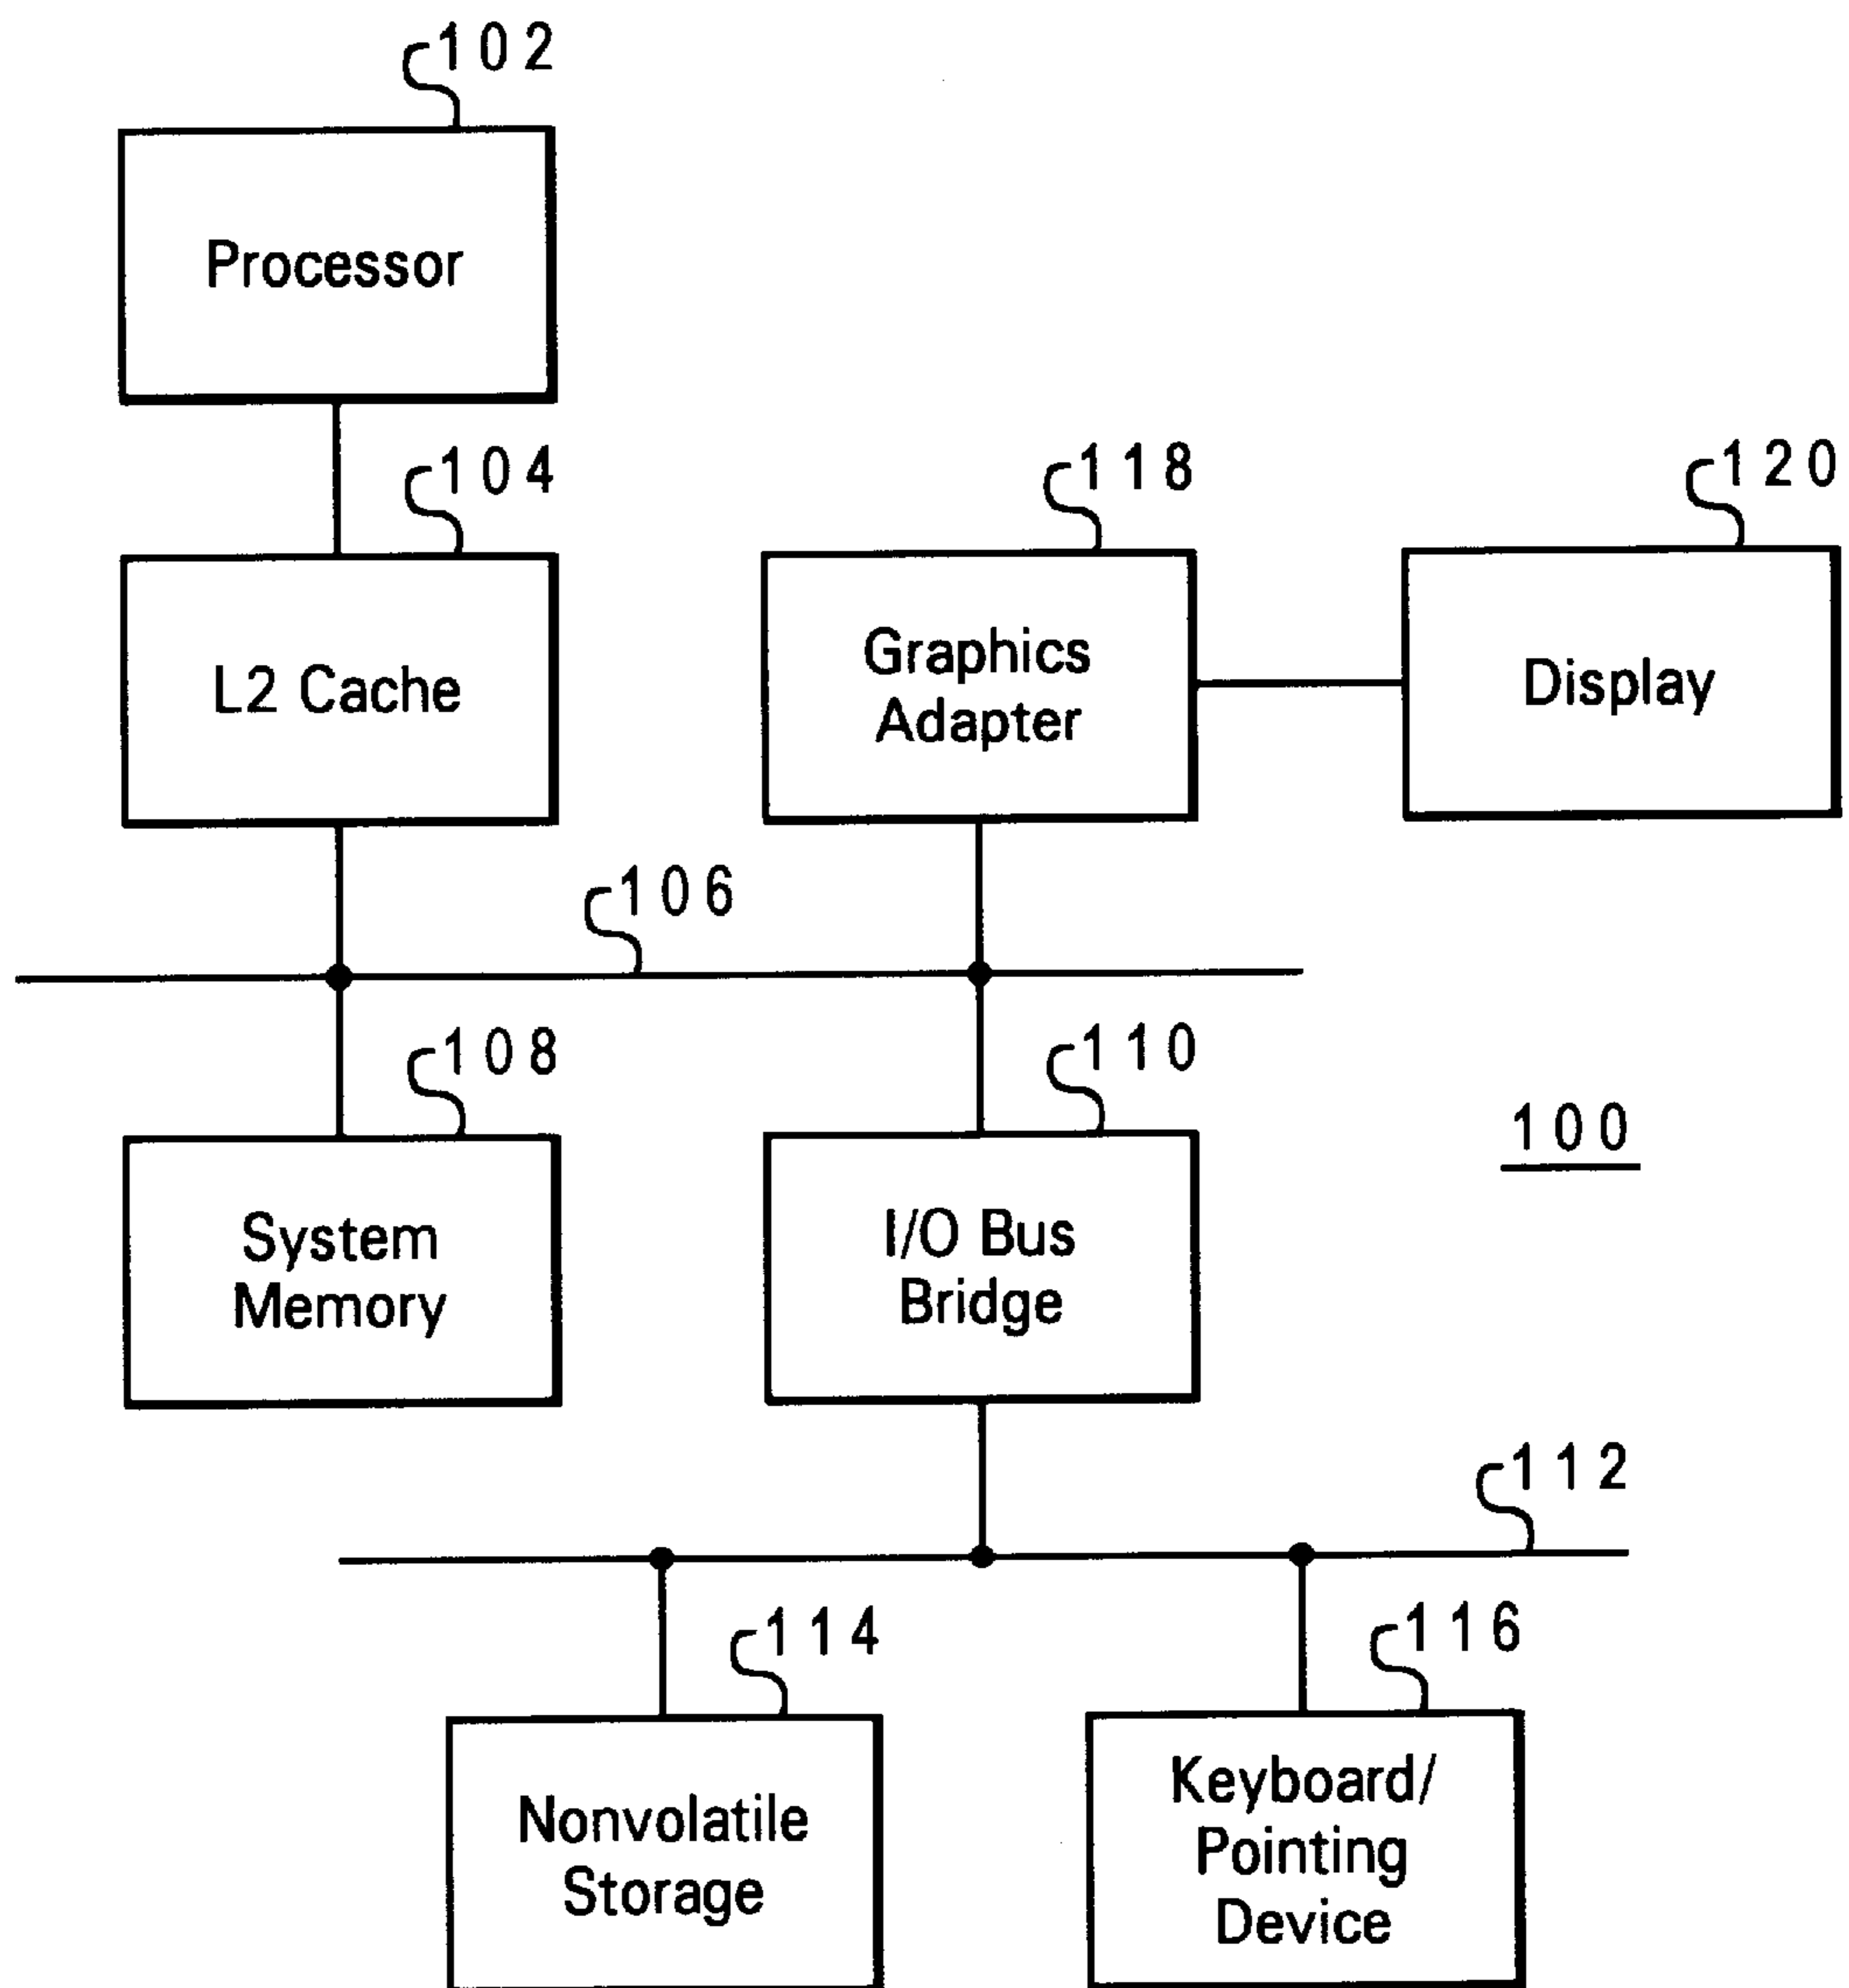 102
Processor
104
L2 Cache
118
Graphics
Adapter
120
Display
106
108
System
Memory
110
I/O Bus
Bridge
100
112
114
Nonvolatile
Storage
116
Keyboard/
Pointing
Device